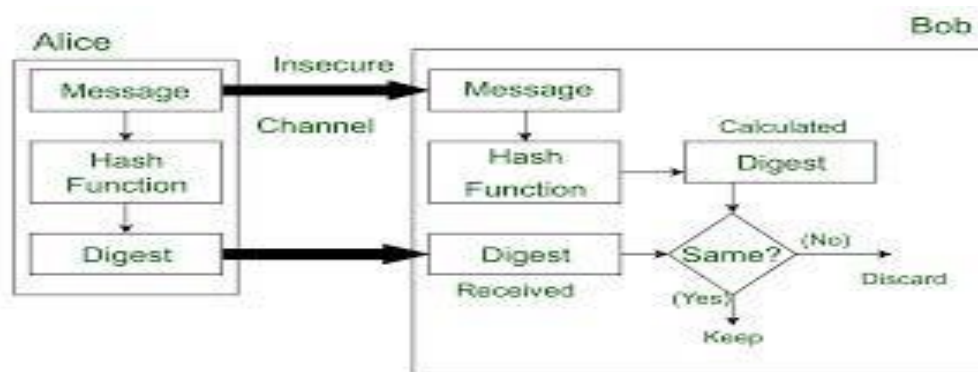 Alice
Message
Hash
Function
Digest
Insecure
Channel
Bob
Message
Hash
Function
Calculated
Digest
Digest
Received
Same?
(No)
Discard
(Yes)
Keep